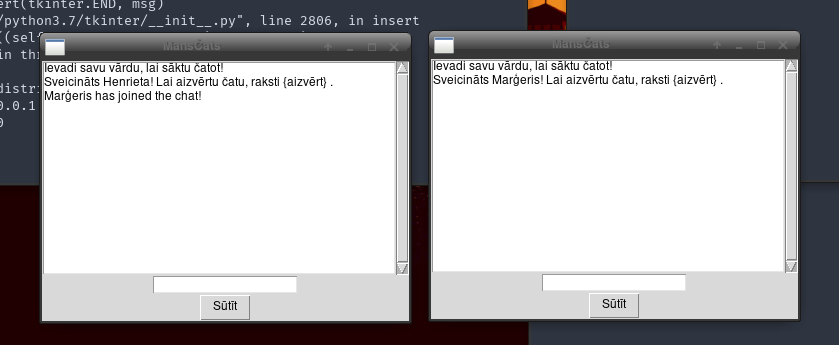 ert(tkinter.END, msg)
/python3.7/tkinter/__init__.py", line 2806, in insert
((self
in thr
distri
0.0.1
0
MansČats
Ievadi savu vārdu, lai sāktu čatot!
Sveicināts Henrieta! Lai aizvērtu čatu, raksti {aizvērt} .
Marģeris has joined the chat!
Sūtīt
MansČats
Ievadi savu vārdu, lai sāktu čatot!
Sveicināts Marģeris! Lai aizvērtu čatu, raksti {aizvērt} .
Sūtīt